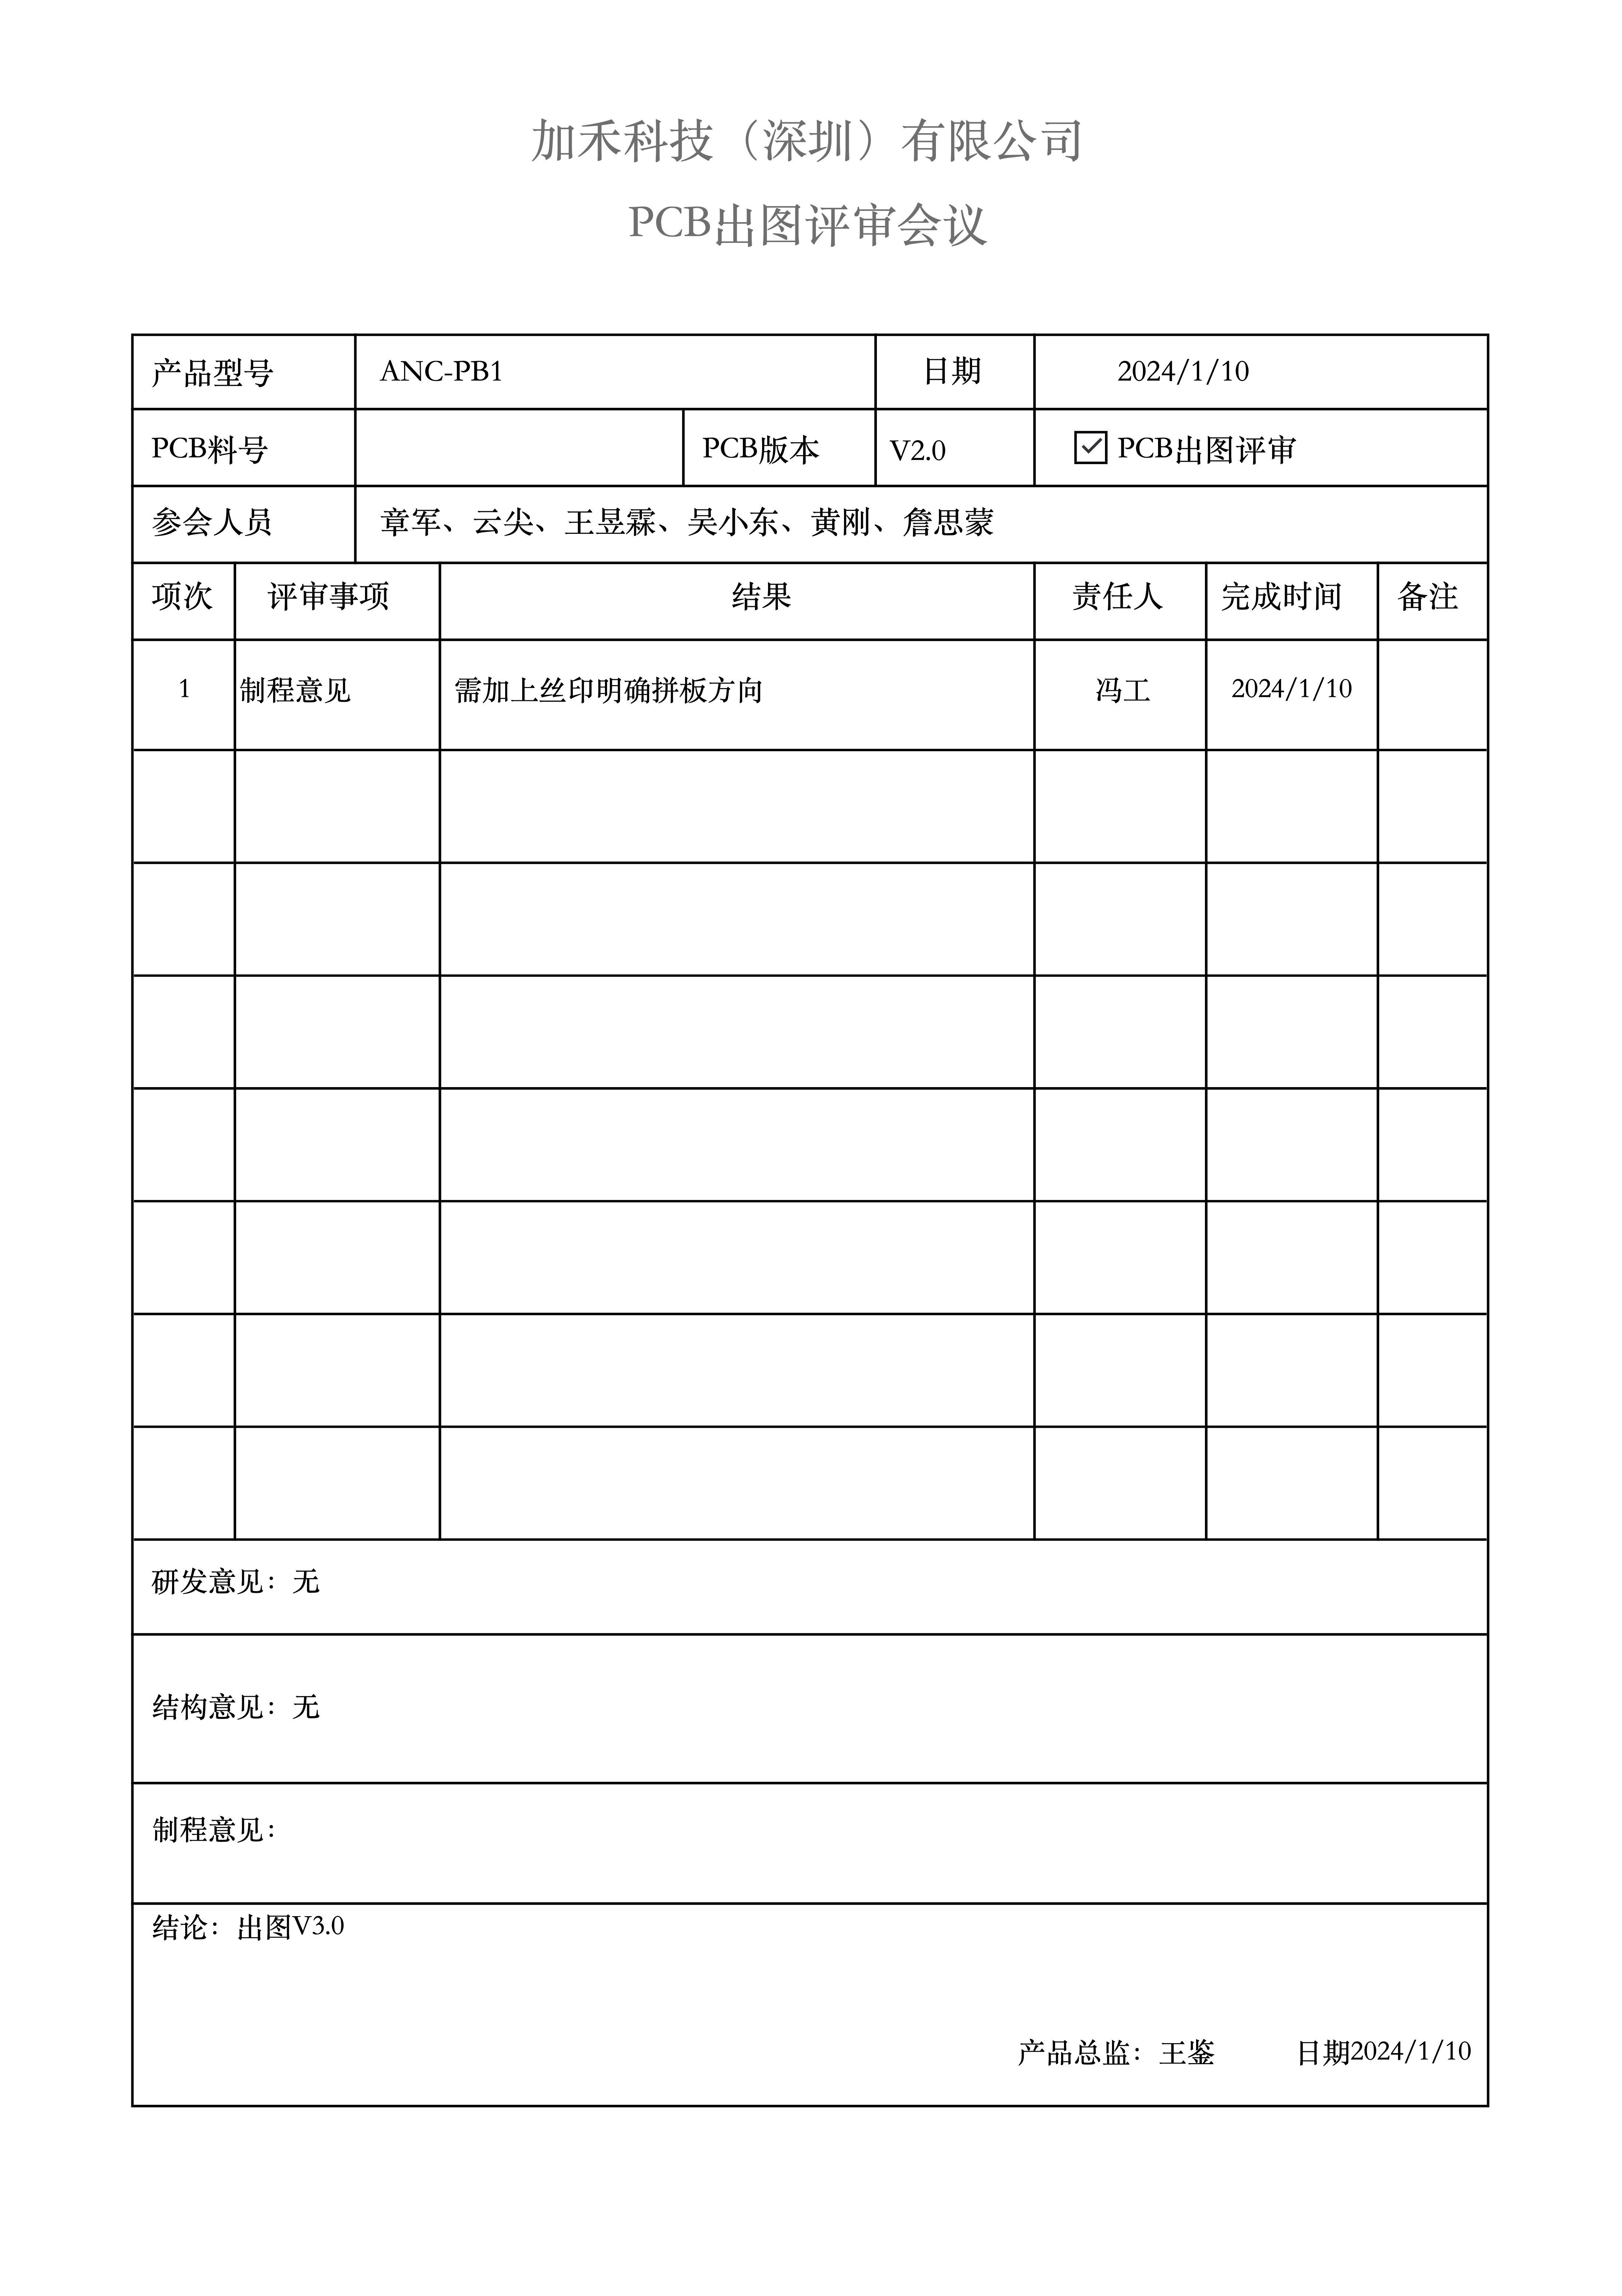 加禾科技（深圳）有限公司
PCB出图评审会议
产品型号 ANC-PB1 日期 2024/1/10
PCB料号 PCB版本 V2.0 ☑ PCB出图评审
参会人员 章军、云尖、王昱霖、吴小东、黄刚、詹思蒙
项次 评审事项 结果 责任人 完成时间 备注
1 制程意见 需加上丝印明确拼板方向 冯工 2024/1/10
研发意见：无
结构意见：无
制程意见：
结论：出图V3.0
产品总监：王鉴 日期2024/1/10